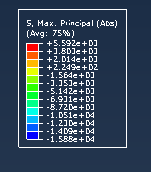 S, Max. Principal (Abs)
(Avg: 75%)
+5.592e+03
+3.803e+03
+2.014e+03
+2.249e+02
-1.564e+03
-3.353e+03
-5.142e+03
-6.931e+03
-8.720e+03
-1.051e+04
-1.230e+04
-1.409e+04
-1.588e+04